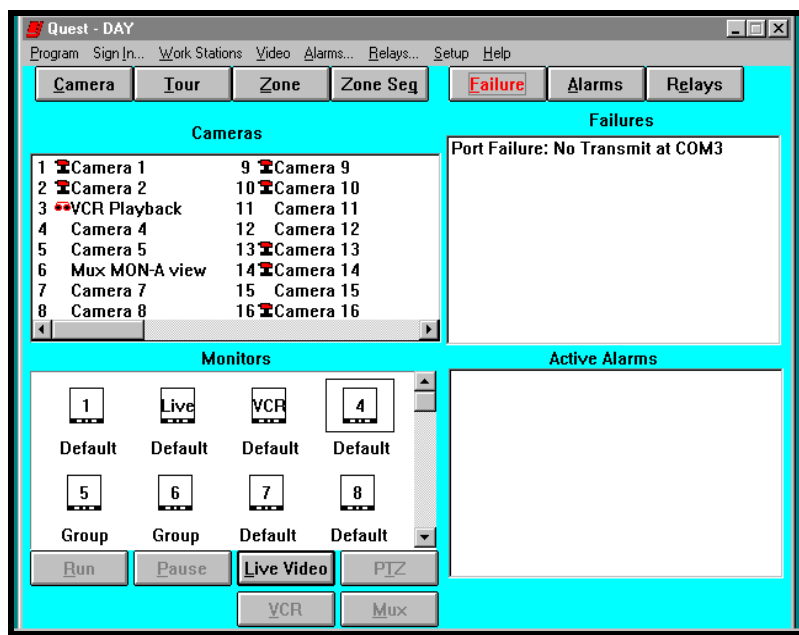 Quest - DAY
Program Sign In... Work Stations Video Alarms... Relays... Setup Help
Camera Tour Zone Zone Seq Failure Alarms Relays
Cameras
1 Camera 1
2 Camera 2
3 VCR Playback
4 Camera 4
5 Camera 5
6 Mux MON-A view
7 Camera 7
8 Camera 8
9 Camera 9
10 Camera 10
11 Camera 11
12 Camera 12
13 Camera 13
14 Camera 14
15 Camera 15
16 Camera 16
Failures
Port Failure: No Transmit at COM3
Monitors
1 Live VCR 4
Default Default Default Default
5 6 7 8
Group Group Default Default
Active Alarms
Run Pause Live Video PTZ
VCR Mux